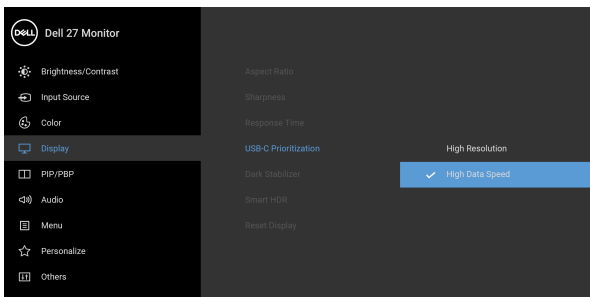 DELL Dell 27 Monitor
Brightness/Contrast Aspect Ratio
Input Source Sharpness
Color Response Time
Display USB-C Prioritization High Resolution
PIP/PBP Dark Stabilizer High Data Speed
Audio Smart HDR
Menu Reset Display
Personalize
Others